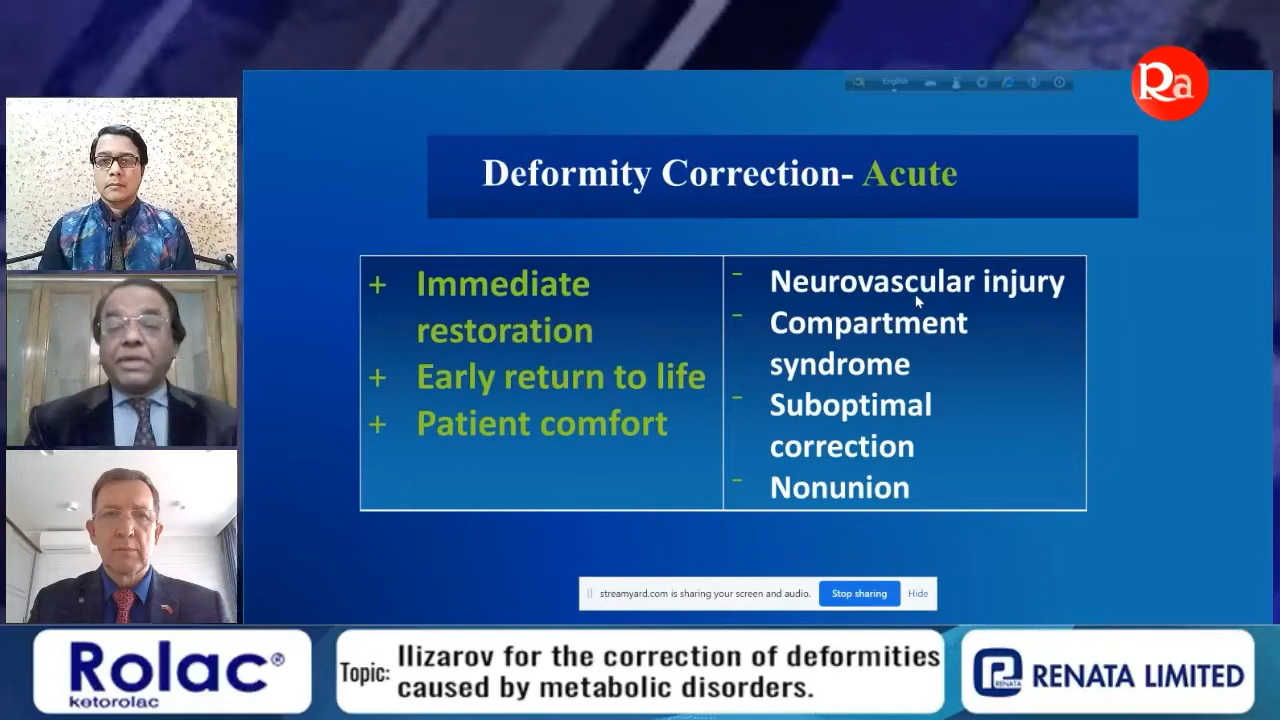 English
Ra
Deformity Correction- Acute
+ Immediate
restoration
+ Early return to life
+ Patient comfort
- Neurovascular injury
- Compartment
syndrome
- Suboptimal
correction
- Nonunion
streamyard.com is sharing your screen and audio.
Stop sharing
Hide
Rolac®
ketorolac
Topic:
Ilizarov for the correction of deformities
caused by metabolic disorders.
RENATA
RENATA LIMITED